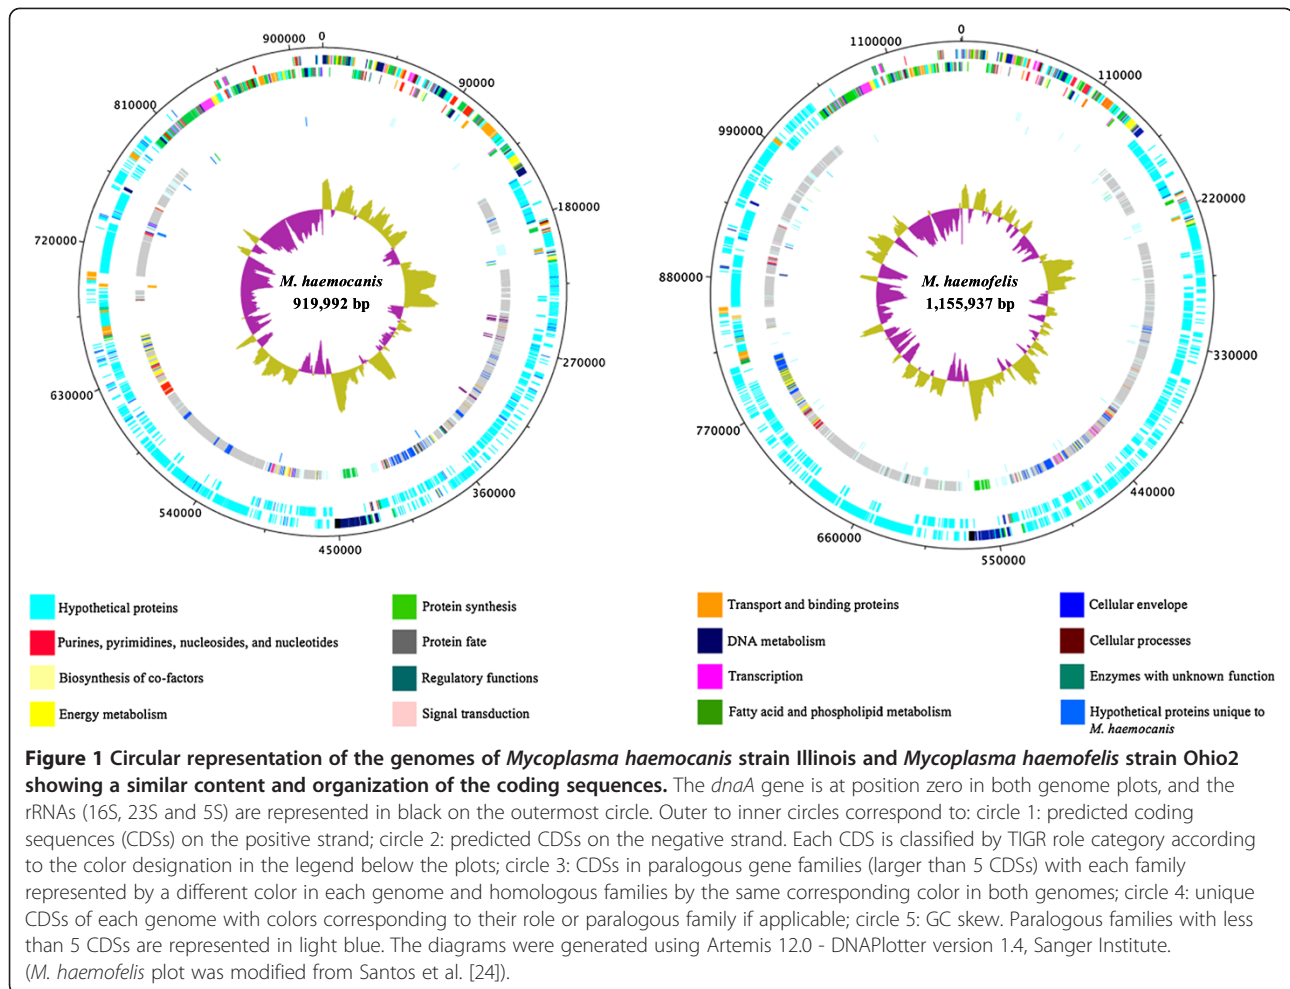 0
90000
180000
270000
360000
450000
540000
630000
720000
810000
900000
M. haemocanis
919,992 bp
0
110000
220000
330000
440000
550000
660000
770000
880000
990000
1100000
M. haemofelis
1,155,937 bp
Hypothetical proteins
Purines, pyrimidines, nucleosides, and nucleotides
Biosynthesis of co-factors
Energy metabolism
Protein synthesis
Protein fate
Regulatory functions
Signal transduction
Transport and binding proteins
DNA metabolism
Transcription
Fatty acid and phospholipid metabolism
Cellular envelope
Cellular processes
Enzymes with unknown function
Hypothetical proteins unique to
M. haemocanis
Figure 1 Circular representation of the genomes of Mycoplasma haemocanis strain Illinois and Mycoplasma haemofelis strain Ohio2
showing a similar content and organization of the coding sequences. The dnaA gene is at position zero in both genome plots, and the
rRNAs (16S, 23S and 5S) are represented in black on the outermost circle. Outer to inner circles correspond to: circle 1: predicted coding
sequences (CDSs) on the positive strand; circle 2: predicted CDSs on the negative strand. Each CDS is classified by TIGR role category according
to the color designation in the legend below the plots; circle 3: CDSs in paralogous gene families (larger than 5 CDSs) with each family
represented by a different color in each genome and homologous families by the same corresponding color in both genomes; circle 4: unique
CDSs of each genome with colors corresponding to their role or paralogous family if applicable; circle 5: GC skew. Paralogous families with less
than 5 CDSs are represented in light blue. The diagrams were generated using Artemis 12.0 - DNAPlotter version 1.4, Sanger Institute.
(M. haemofelis plot was modified from Santos et al. [24]).